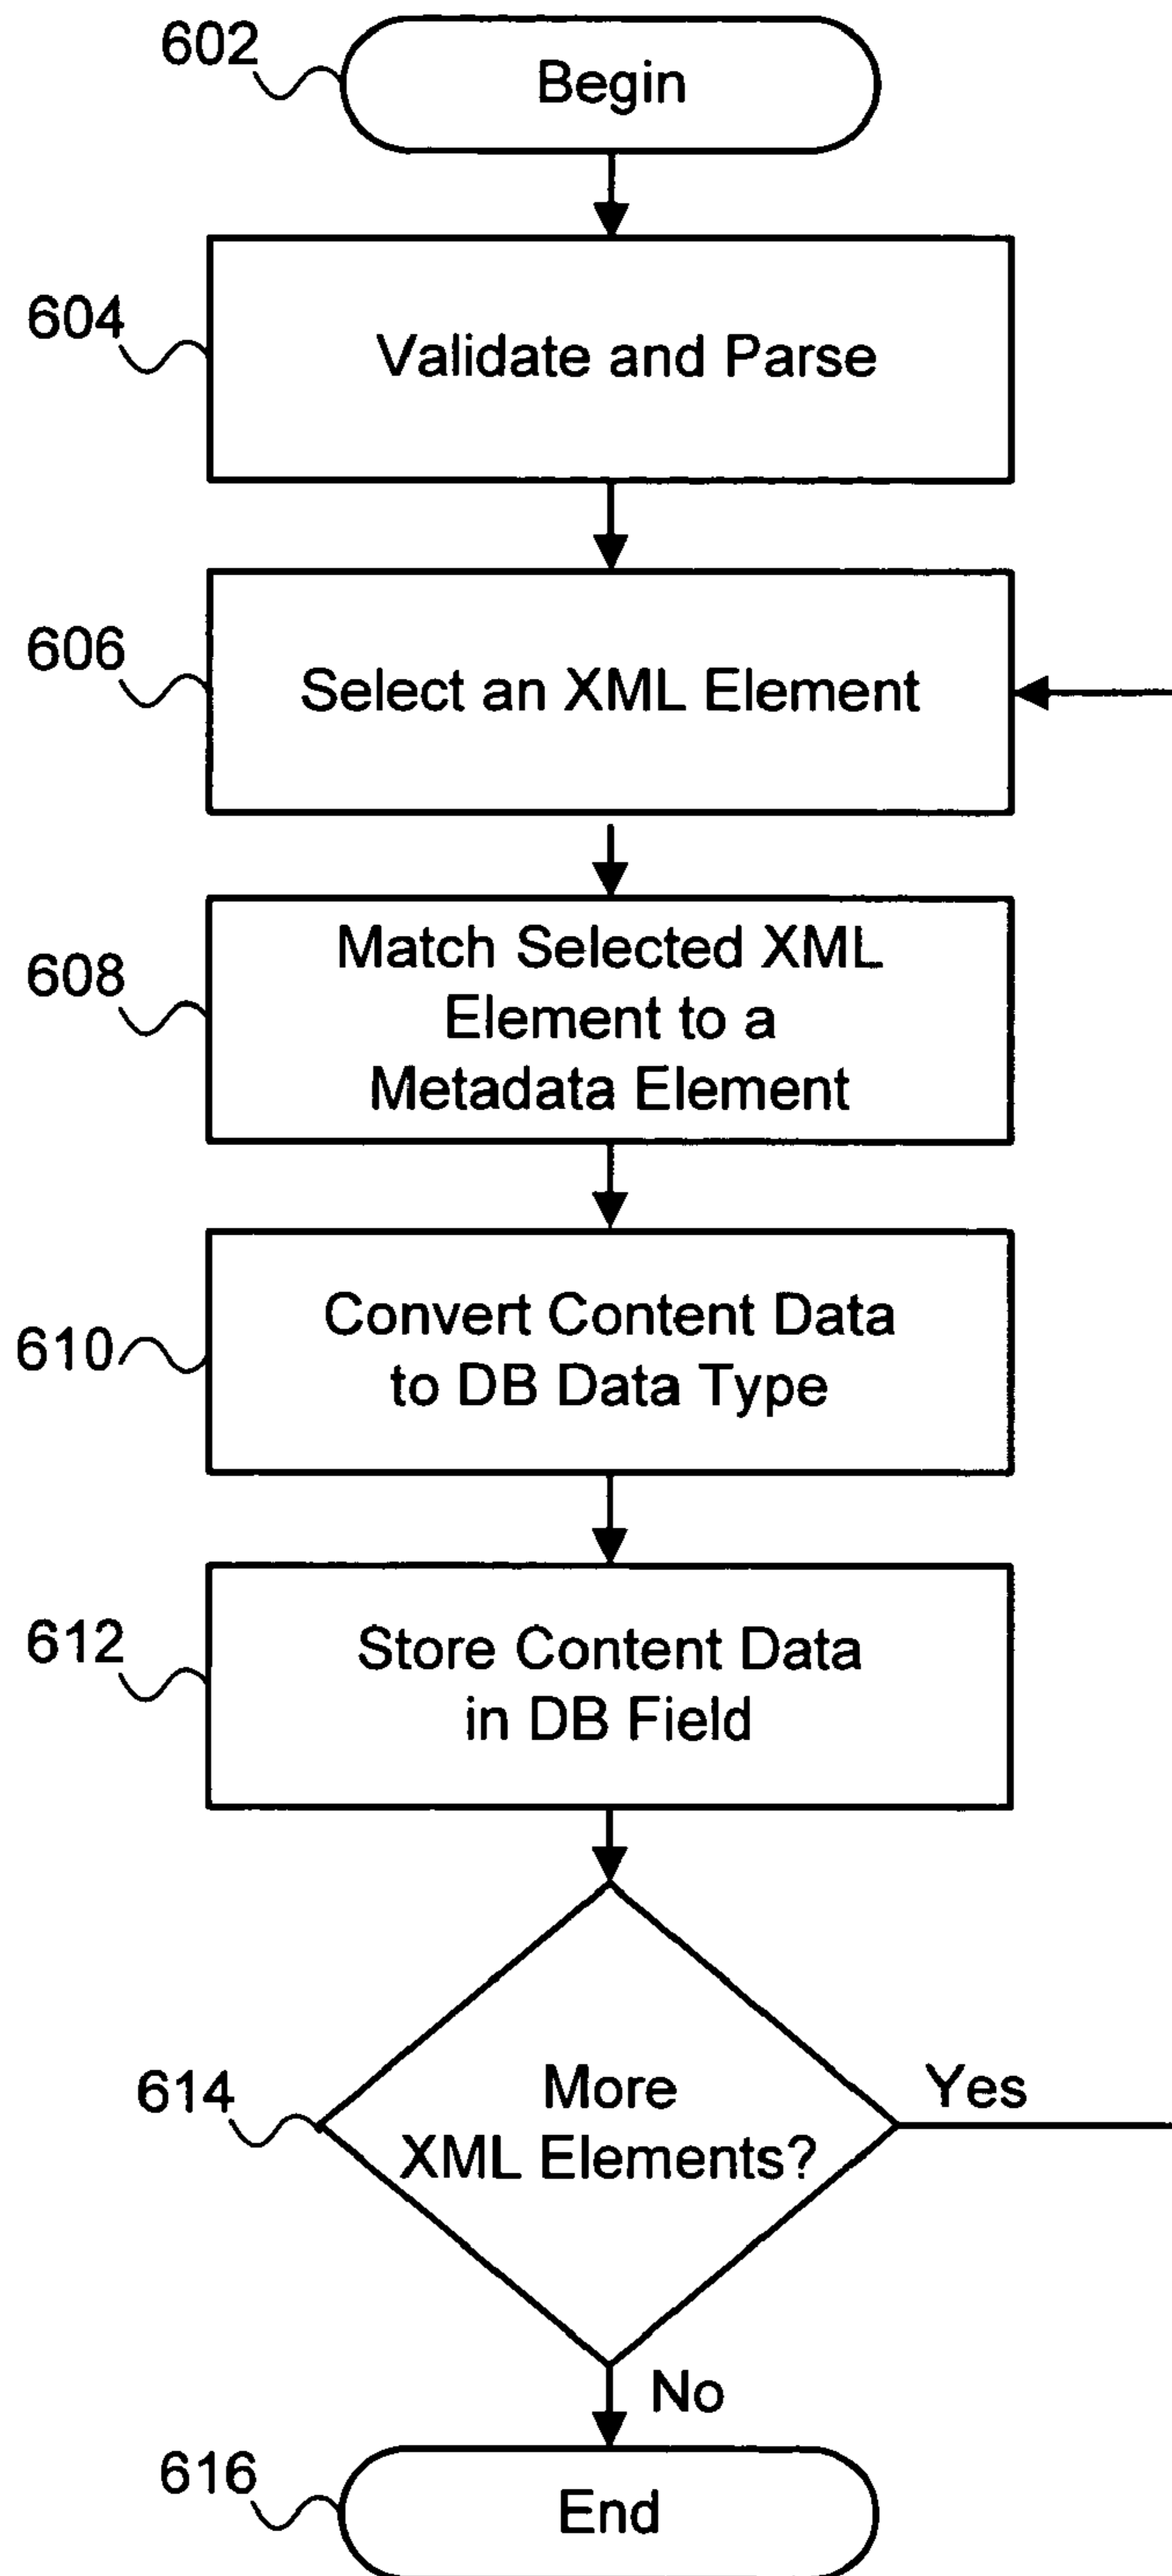 602
Begin
604
Validate and Parse
606
Select an XML Element
608
Match Selected XML
Element to a
Metadata Element
610
Convert Content Data
to DB Data Type
612
Store Content Data
in DB Field
614
More
XML Elements?
Yes
No
616
End